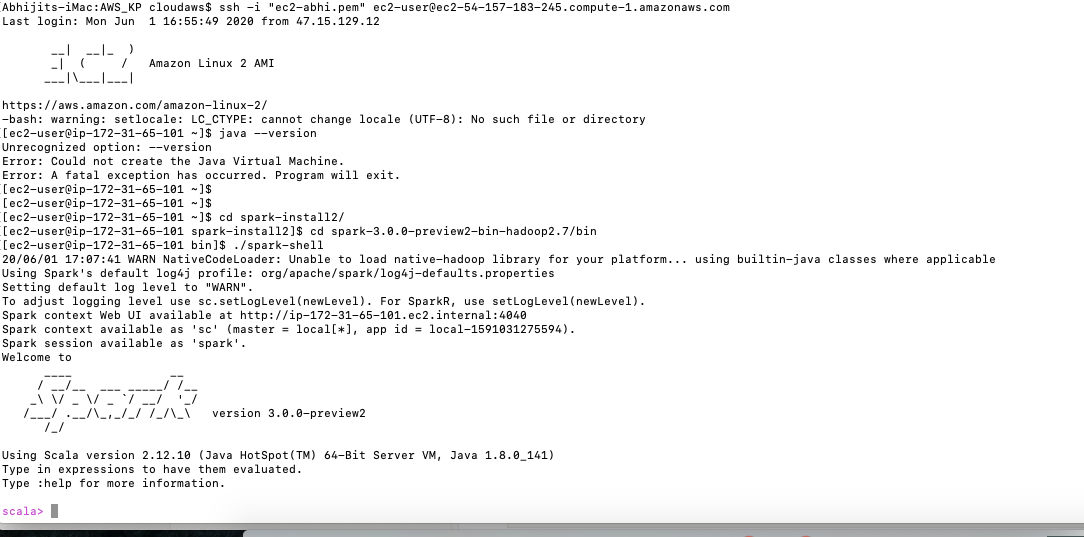 [Abhijits-iMac:AWS_KP cloudaws$ ssh -i "ec2-abhi.pem" ec2-user@ec2-54-157-183-245.compute-1.amazonaws.com
Last login: Mon Jun  1 16:55:49 2020 from 47.15.129.12

       __|  __|_  )
       _|  (     /   Amazon Linux 2 AMI
      ___|\___|___|

https://aws.amazon.com/amazon-linux-2/
-bash: warning: setlocale: LC_CTYPE: cannot change locale (UTF-8): No such file or directory
[[ec2-user@ip-172-31-65-101 ~]$ java --version
Unrecognized option: --version
Error: Could not create the Java Virtual Machine.
Error: A fatal exception has occurred. Program will exit.
[[ec2-user@ip-172-31-65-101 ~]$
[[ec2-user@ip-172-31-65-101 ~]$
[[ec2-user@ip-172-31-65-101 ~]$ cd spark-install2/
[[ec2-user@ip-172-31-65-101 spark-install2]$ cd spark-3.0.0-preview2-bin-hadoop2.7/bin
[[ec2-user@ip-172-31-65-101 bin]$ ./spark-shell
20/06/01 17:07:41 WARN NativeCodeLoader: Unable to load native-hadoop library for your platform... using builtin-java classes where applicable
Using Spark's default log4j profile: org/apache/spark/log4j-defaults.properties
Setting default log level to "WARN".
To adjust logging level use sc.setLogLevel(newLevel). For SparkR, use setLogLevel(newLevel).
Spark context Web UI available at http://ip-172-31-65-101.ec2.internal:4040
Spark context available as 'sc' (master = local[*], app id = local-1591031275594).
Spark session available as 'spark'.
Welcome to
      ____              __
     / __/__  ___ _____/ /__
    _\ \/ _ \/ _ `/ __/  '_/
   /___/ .__/\_,_/_/ /_/\_\   version 3.0.0-preview2
      /_/

Using Scala version 2.12.10 (Java HotSpot(TM) 64-Bit Server VM, Java 1.8.0_141)
Type in expressions to have them evaluated.
Type :help for more information.

scala>